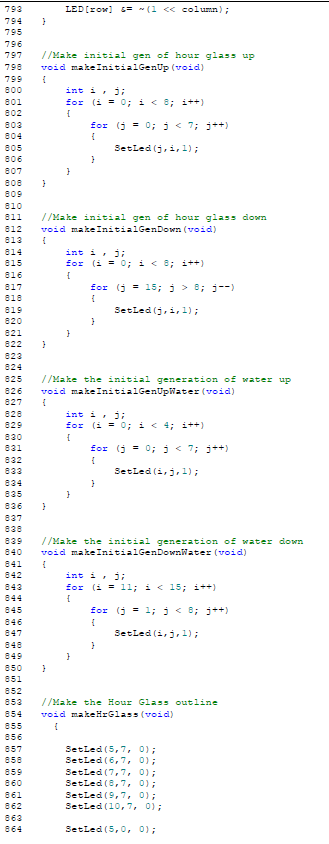 793 LED[row] &= ~(1 << column);
794 }
795
796
797 //Make initial gen of hour glass up
798 void makeInitialGenUp(void)
799 {
800 int i , j;
801 for (i = 0; i < 8; i++)
802 {
803 for (j = 0; j < 7; j++)
804 {
805 SetLed(j,i,1);
806 }
807 }
808 }
809
810
811 //Make initial gen of hour glass down
812 void makeInitialGenDown(void)
813 {
814 int i , j;
815 for (i = 0; i < 8; i++)
816 {
817 for (j = 15; j > 8; j--)
818 {
819 SetLed(j,i,1);
820 }
821 }
822 }
823
824
825 //Make the initial generation of water up
826 void makeInitialGenUpWater(void)
827 {
828 int i , j;
829 for (i = 0; i < 4; i++)
830 {
831 for (j = 0; j < 7; j++)
832 {
833 SetLed(i,j,1);
834 }
835 }
836 }
837
838
839 //Make the initial generation of water down
840 void makeInitialGenDownWater(void)
841 {
842 int i , j;
843 for (i = 11; i < 15; i++)
844 {
845 for (j = 1; j < 8; j++)
846 {
847 SetLed(i,j,1);
848 }
849 }
850 }
851
852
853 //Make the Hour Glass outline
854 void makeHrGlass(void)
855 {
856
857 SetLed(5,7, 0);
858 SetLed(6,7, 0);
859 SetLed(7,7, 0);
860 SetLed(8,7, 0);
861 SetLed(9,7, 0);
862 SetLed(10,7, 0);
863
864 SetLed(5,0, 0);